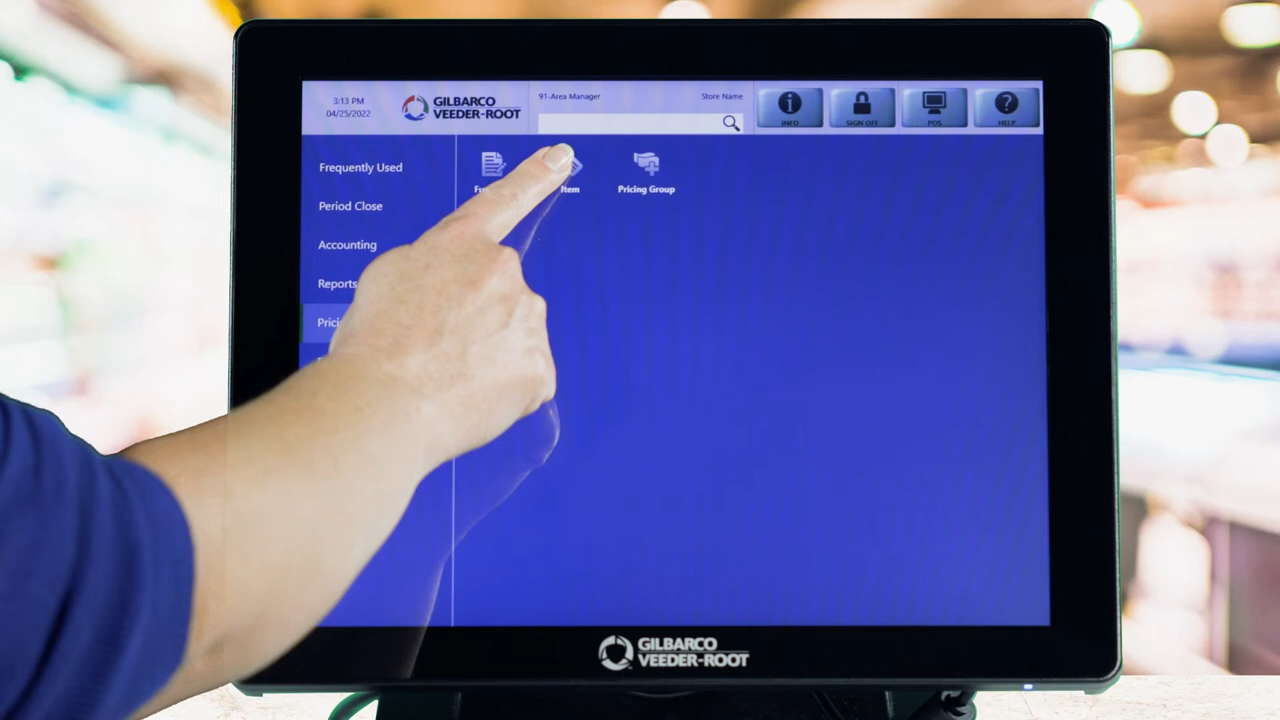 3:13 PM
04/25/2022
GILBARCO
VEEDER-ROOT
91-Area Manager
Store Name
INFO
SIGN OFF
POS
HELP
Frequently Used
Period Close
Accounting
Reports
Item
Pricing Group
GILBARCO
VEEDER-ROOT